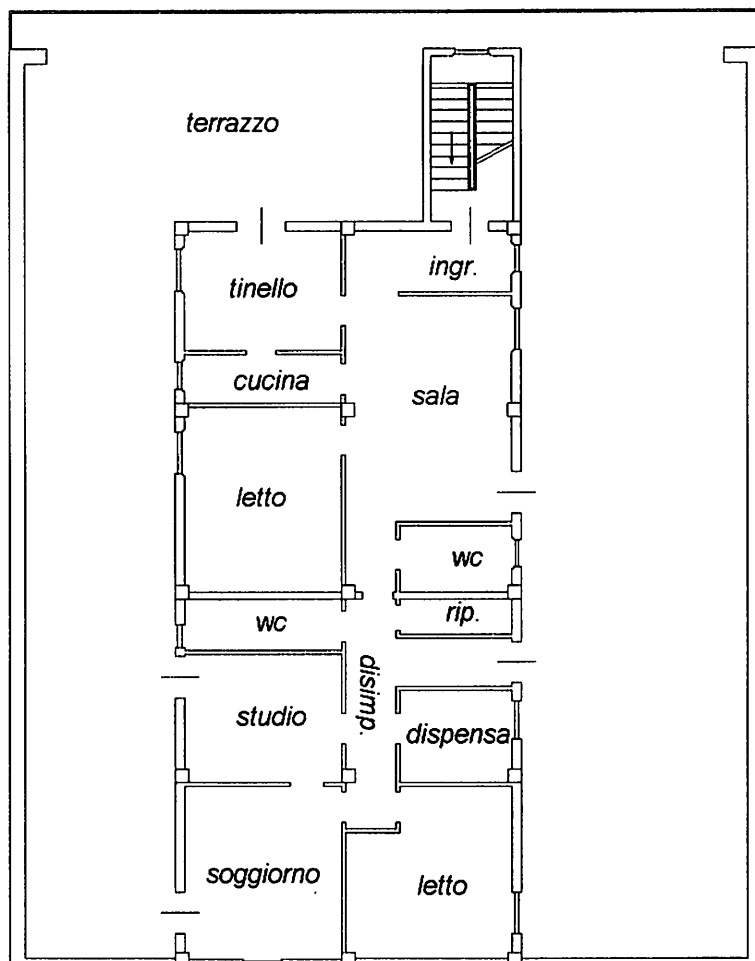 terrazzo
ingr.
tinello
cucina
sala
letto
wc
rip.
wc
disimp.
studio
dispensa
soggiorno
letto